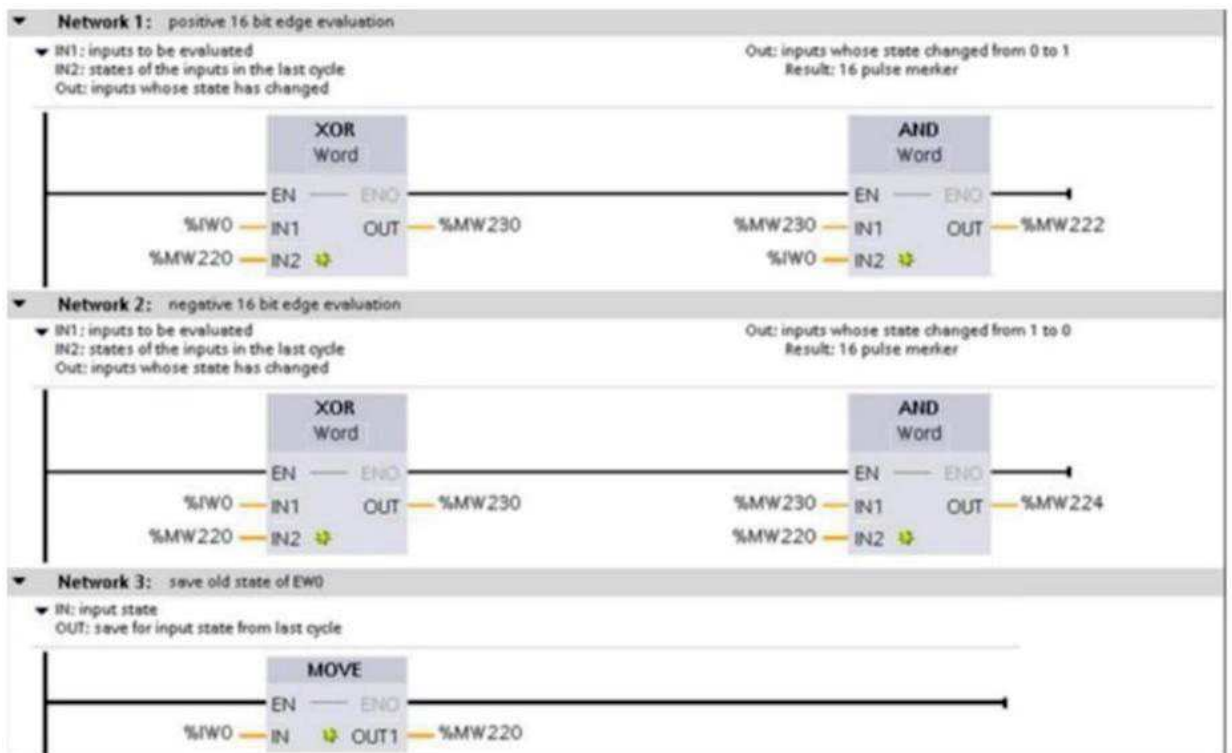 Network 1: positive 16 bit edge evaluation
IN1: inputs to be evaluated
IN2: states of the inputs in the last cycle
Out: inputs whose state has changed
Out: inputs whose state changed from 0 to 1
Result: 16 pulse merker
XOR
Word
EN ENO
%IW0 IN1 OUT %MW230
%MW220 IN2
AND
Word
EN ENO
%MW230 IN1 OUT %MW222
%IW0 IN2
Network 2: negative 16 bit edge evaluation
IN1: inputs to be evaluated
IN2: states of the inputs in the last cycle
Out: inputs whose state has changed
Out: inputs whose state changed from 1 to 0
Result: 16 pulse merker
XOR
Word
EN ENO
%IW0 IN1 OUT %MW230
%MW220 IN2
AND
Word
EN ENO
%MW230 IN1 OUT %MW224
%MW220 IN2
Network 3: save old state of EW0
IN: input state
OUT: save for input state from last cycle
MOVE
EN ENO
%IW0 IN OUT1 %MW220